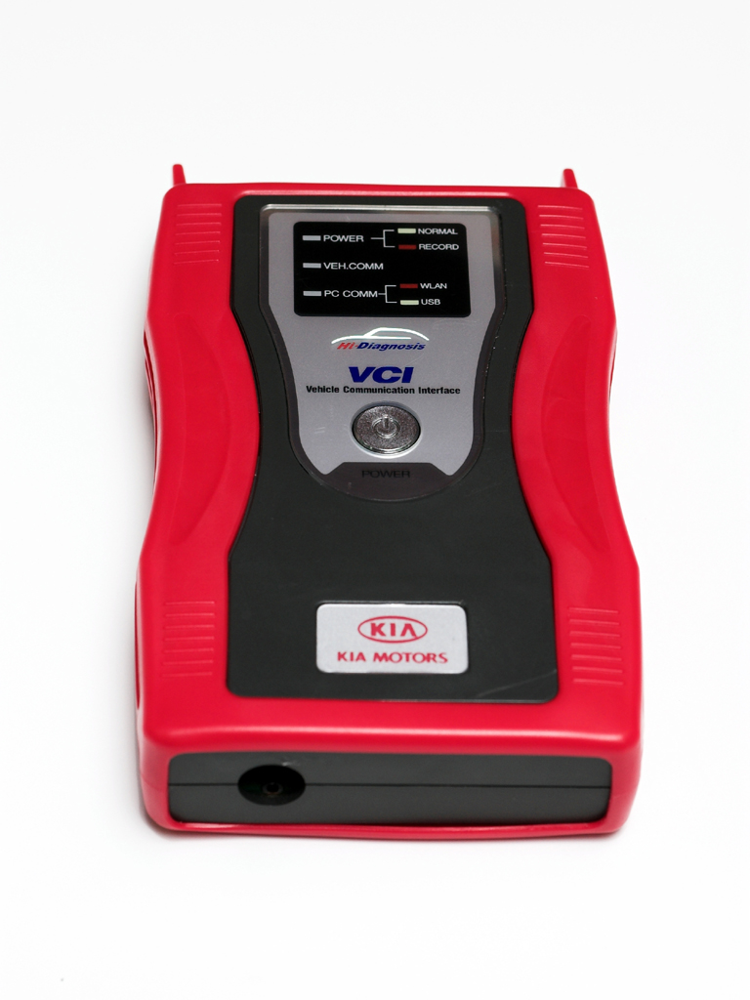 POWER
NORMAL
RECORD
VEH.COMM
PC COMM
WLAN
USB
Hi-Diagnosis
VCI
Vehicle Communication Interface
POWER
KIA
KIA MOTORS